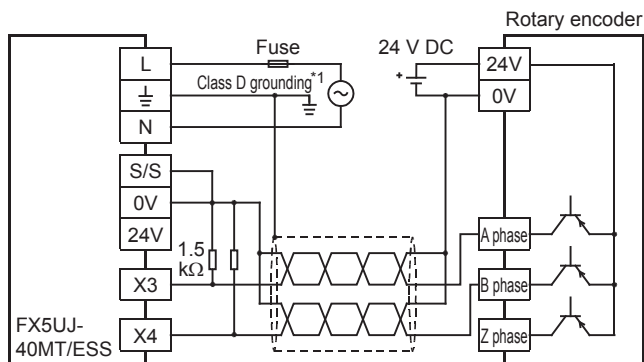 Rotary encoder
L
Fuse
24 V DC
24V
+
Class D grounding*1
0V
N
S/S
0V
24V
1.5
kΩ
A phase
X3
B phase
FX5UJ-
40MT/ESS
X4
Z phase